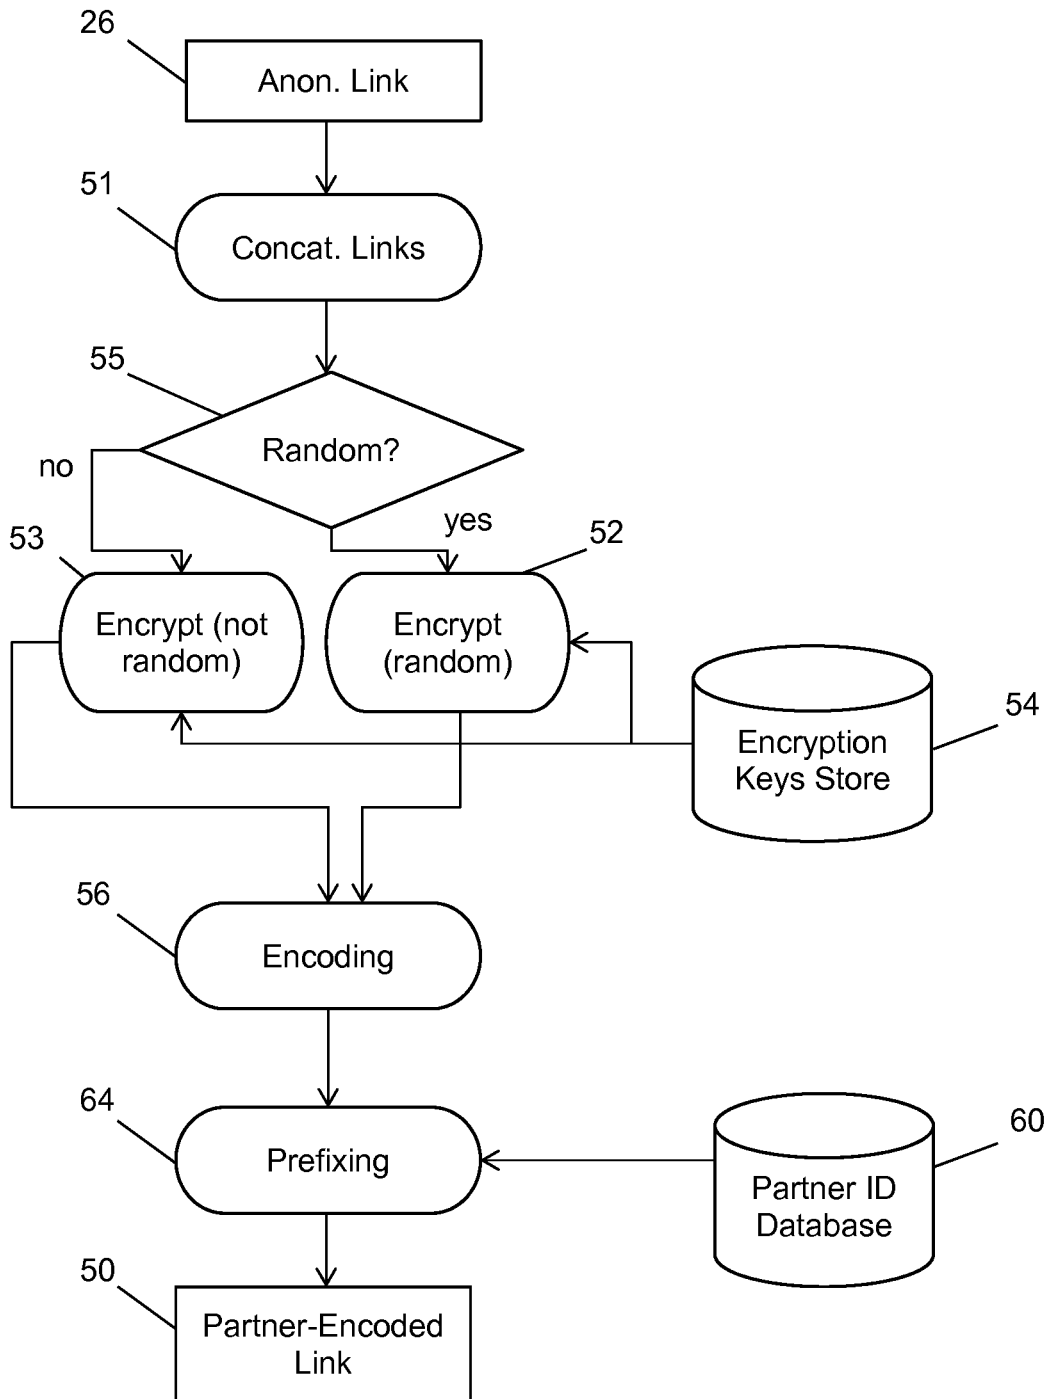 26
Anon. Link
51
Concat. Links
55
Random?
no
yes
53
52
Encrypt (not
random)
Encrypt
(random)
54
Encryption
Keys Store
56
Encoding
64
Prefixing
60
Partner ID
Database
50
Partner-Encoded
Link